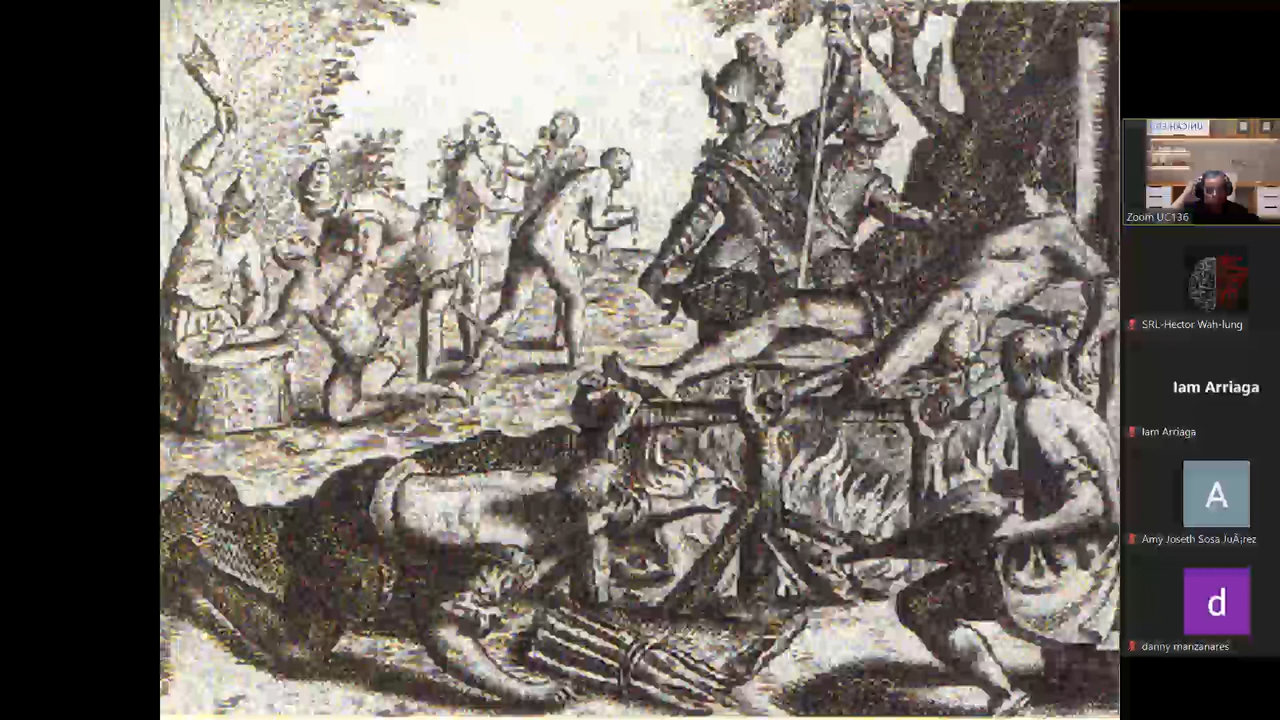 Zoom UC136
SRL-Hector Wah-lung
Iam Arriaga
Iam Arriaga
A
Amy Joseth Sosa JuÃ¡rez
d
danny manzanares